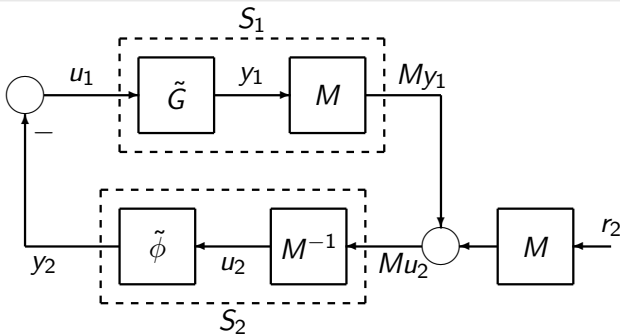 S₁
u₁
G̃
y₁
M
My₁
−
r₂
M
y₂
ϕ̃
u₂
M⁻¹
Mu₂
S₂